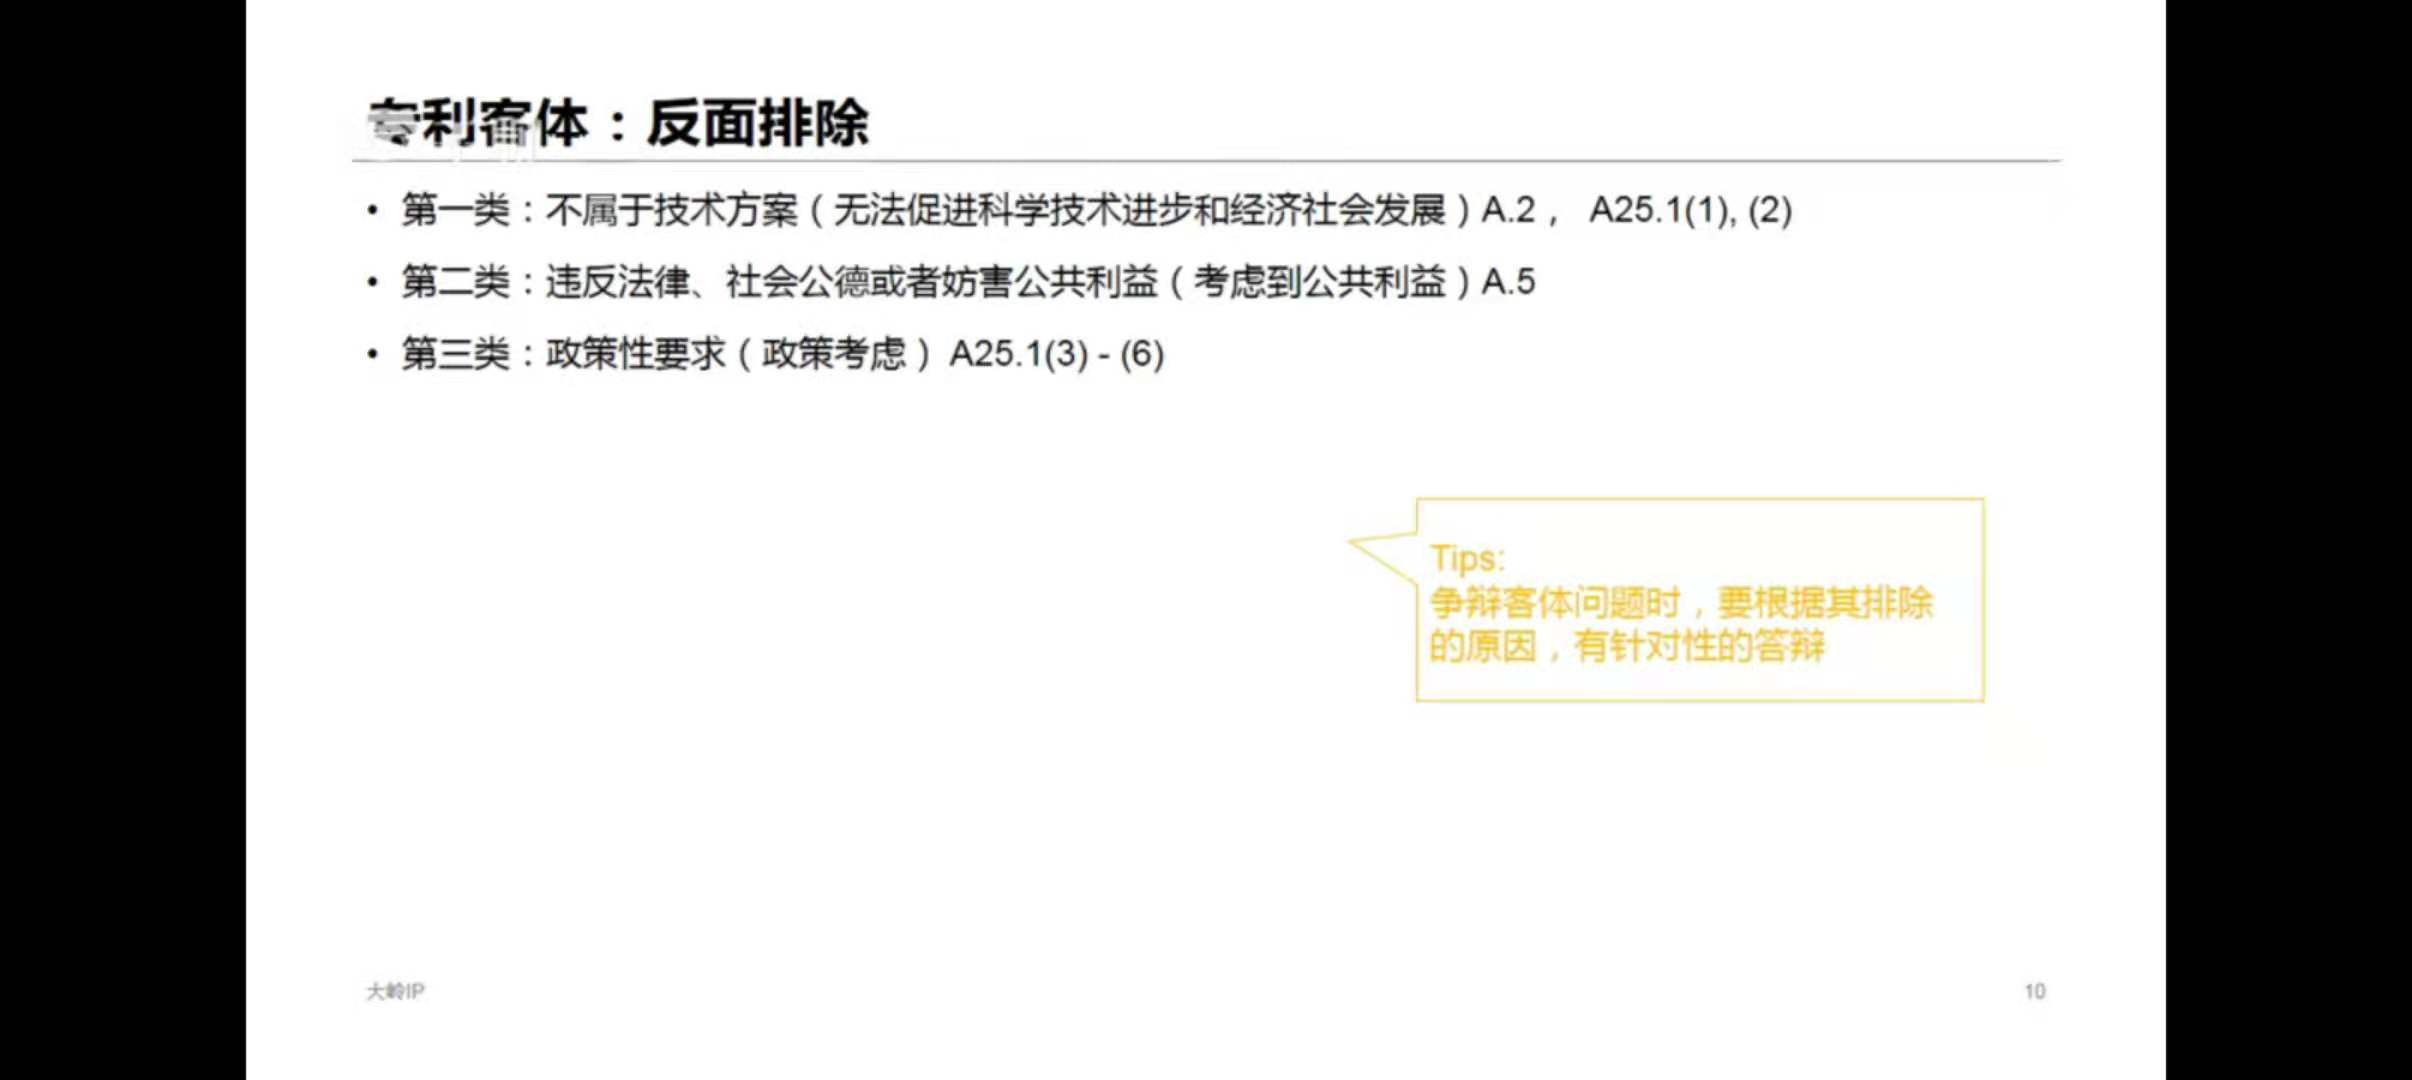 专利客体：反面排除
• 第一类：不属于技术方案（无法促进科学技术进步和经济社会发展）A.2， A25.1(1), (2)
• 第二类：违反法律、社会公德或者妨害公共利益（考虑到公共利益）A.5
• 第三类：政策性要求（政策考虑）A25.1(3) - (6)
Tips:
争辩客体问题时，要根据其排除
的原因，有针对性的答辩
大岭IP
10